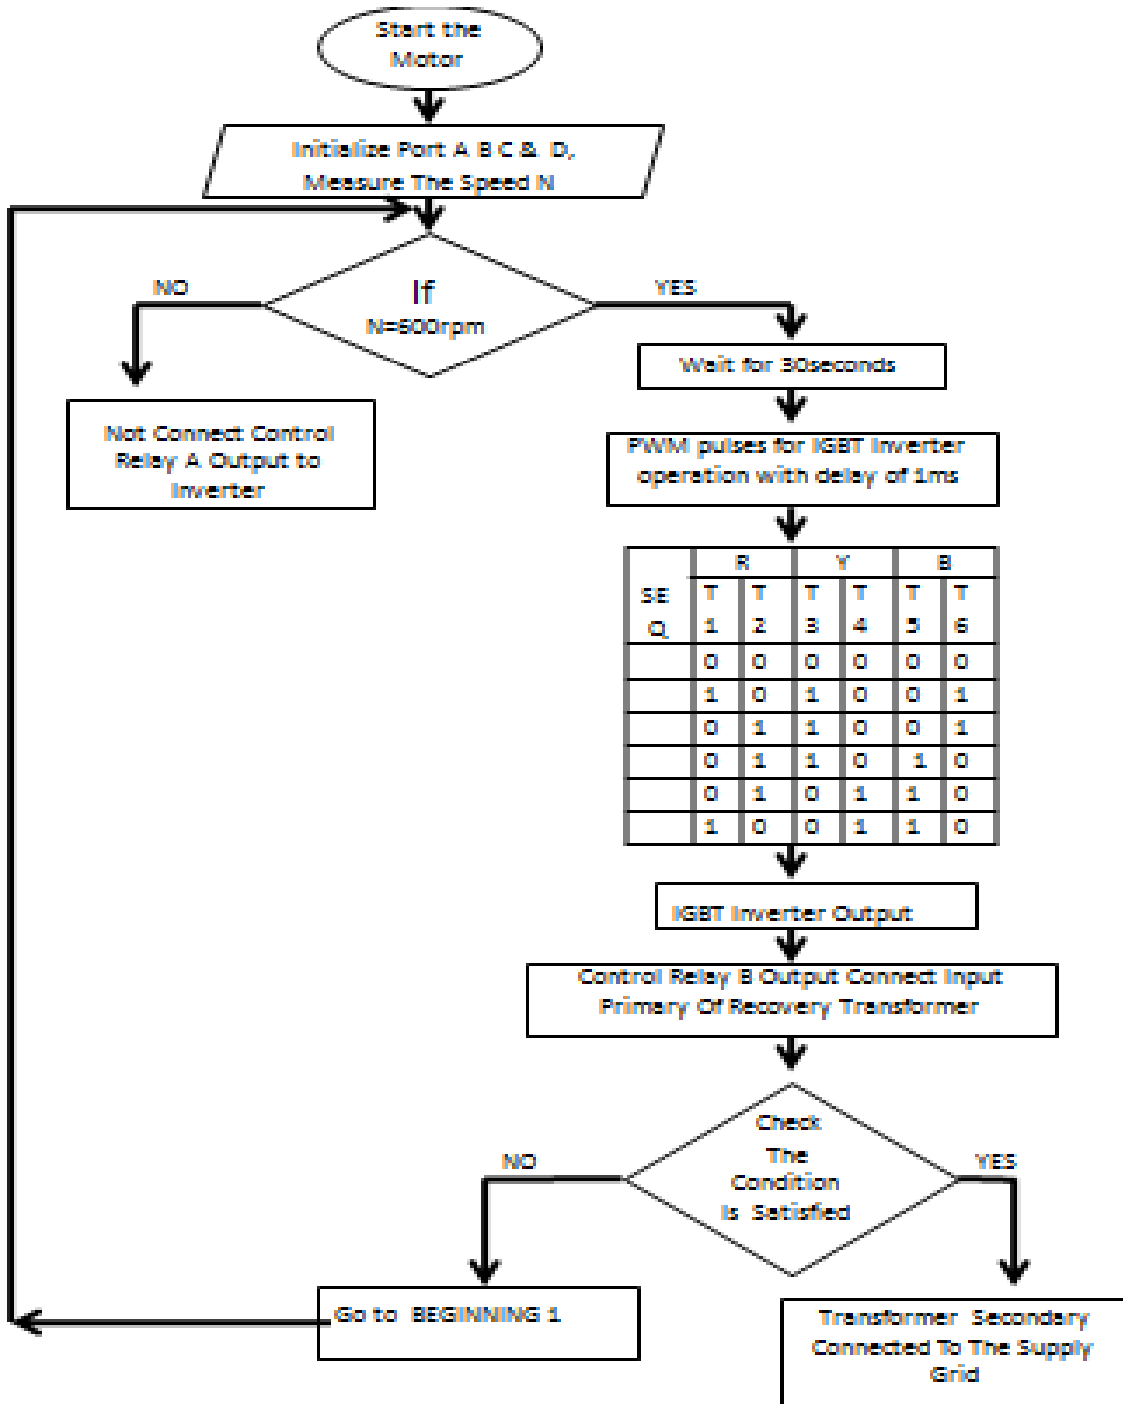 Start the
Motor
Initialize Port A B C & D,
Measure The Speed N
If
N=600rpm
NO
YES
Not Connect Control
Relay A Output to
Inverter
Wait for 30seconds
PWM pulses for IGBT Inverter
operation with delay of 1ms
R Y B
SE T T T T T T
Q 1 2 3 4 5 6
0 0 0 0 0 0
1 0 1 0 0 1
0 1 1 0 0 1
0 1 1 0 1 0
0 1 0 1 1 0
1 0 0 1 1 0
IGBT Inverter Output
Control Relay B Output Connect Input
Primary Of Recovery Transformer
Check
The
Condition
Is Satisfied
NO
YES
Go to BEGINNING 1
Transformer Secondary
Connected To The Supply
Grid